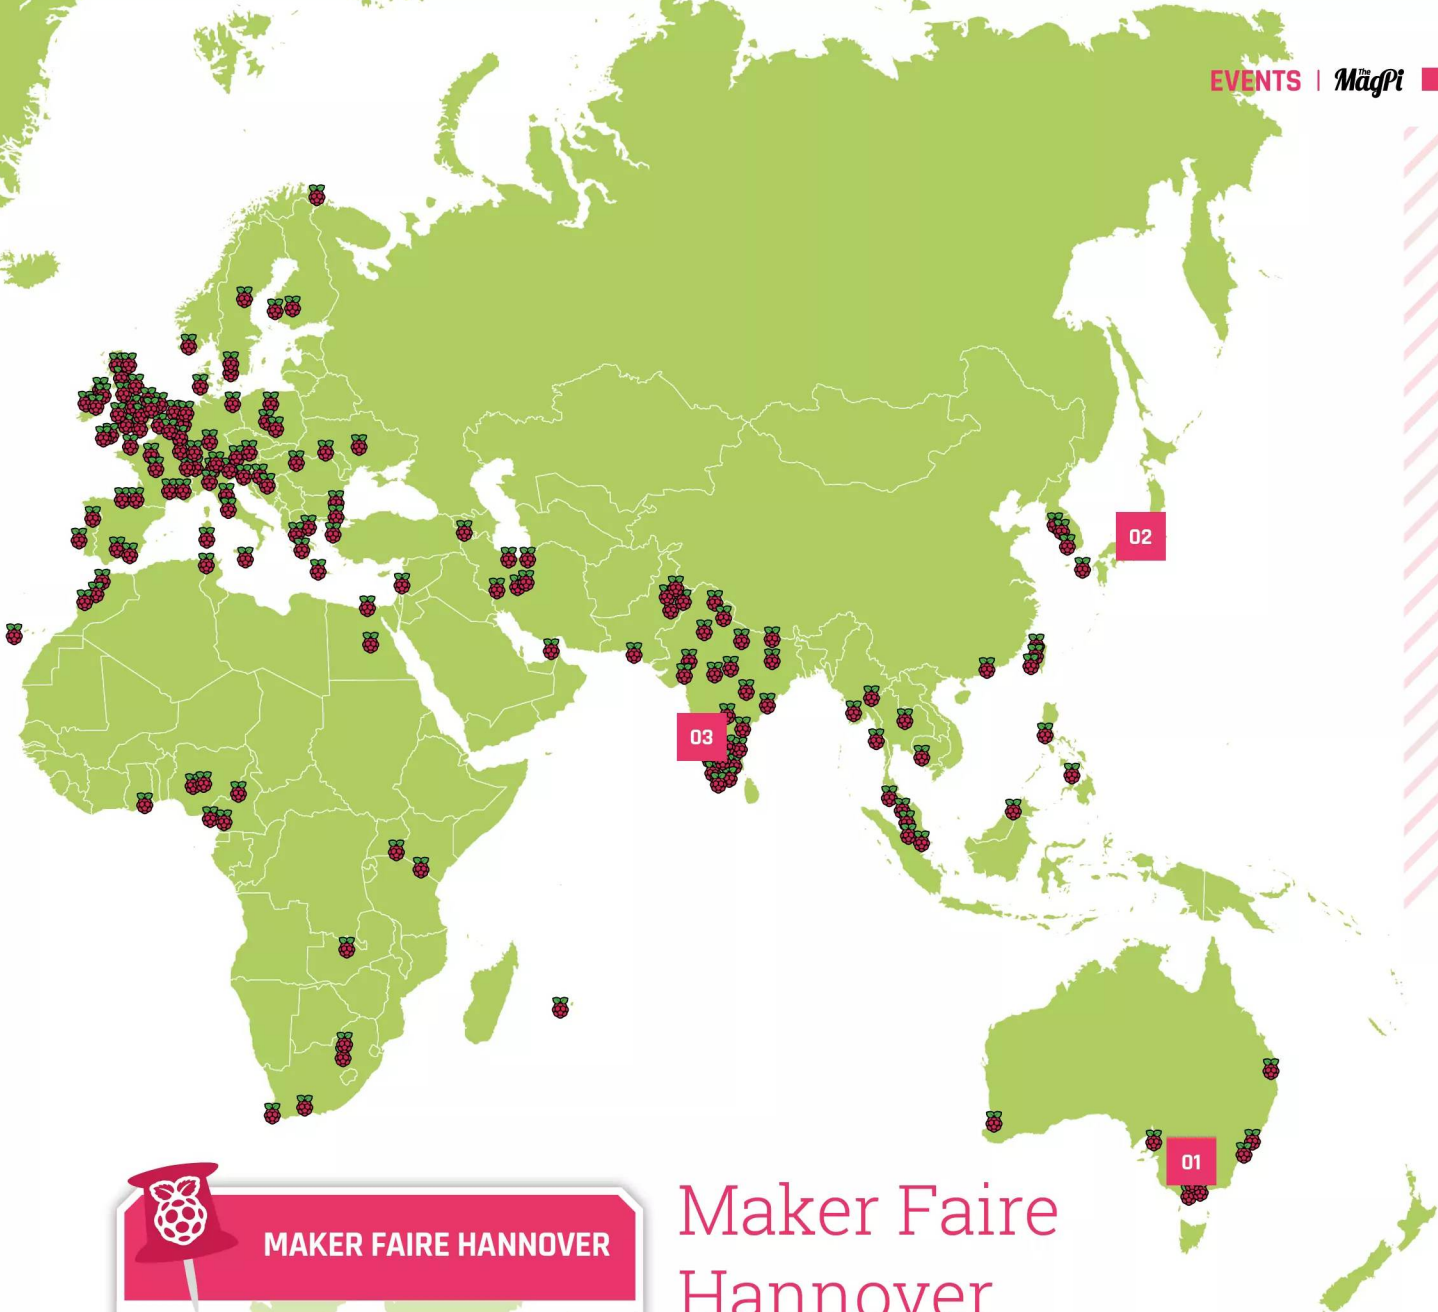 EVENTS | The MagPi
02
03
01
MAKER FAIRE HANNOVER
Maker Faire
Hannover